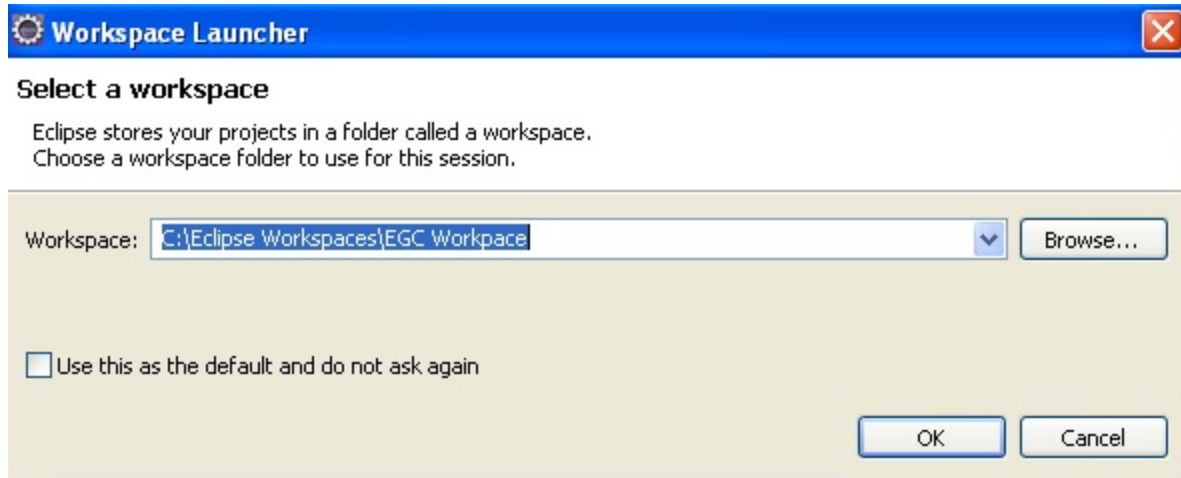 Workspace Launcher
Select a workspace
Eclipse stores your projects in a folder called a workspace.
Choose a workspace folder to use for this session.
Workspace: C:\Eclipse Workspaces\EGC Workpace Browse...
Use this as the default and do not ask again
OK Cancel